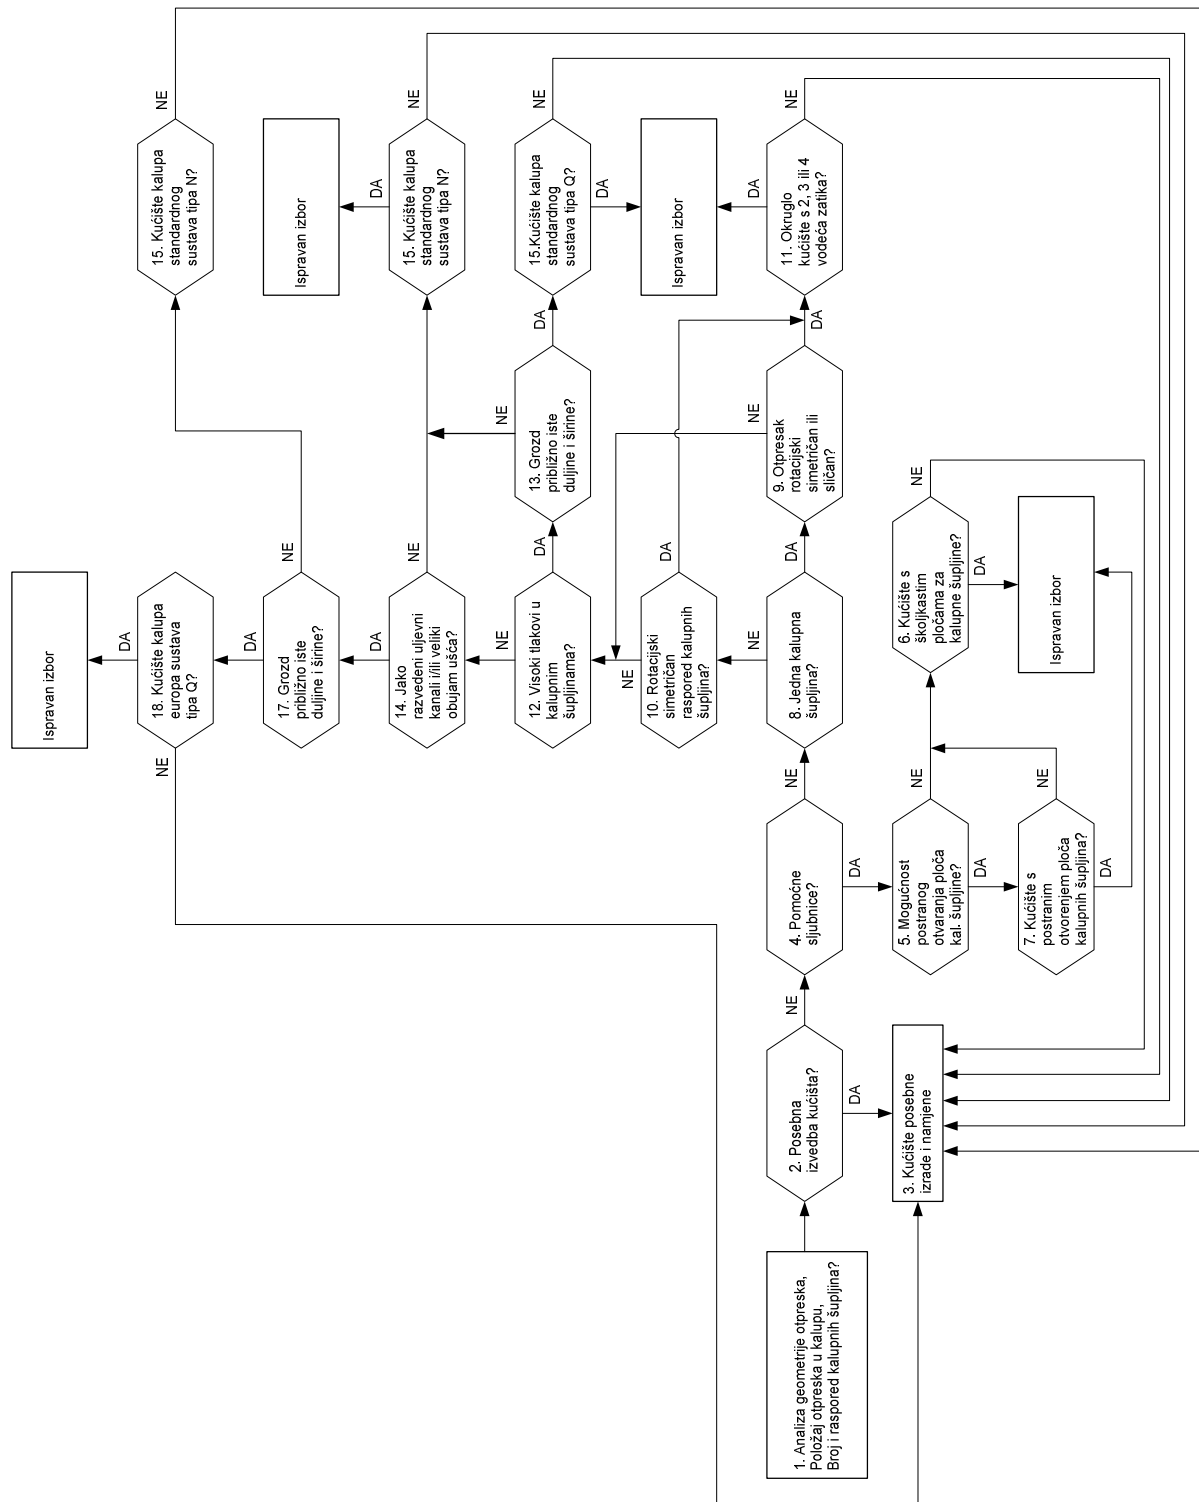 1. Analiza geometrije otpreska,
Položaj otpreska u kalupu,
Broj i raspored kalupnih šupljina?
2. Posebna
izvedba kućišta?
DA
NE
3. Kućište posebne
izrade i namjene
4. Pomoćne
sljubnice?
DA
NE
5. Mogućnost
postranog
otvaranja ploča
kal. šupljine?
DA
NE
7. Kućište s
postranim
otvorenjem ploča
kalupnih šupljina?
DA
NE
6. Kućište s
školjkastim
pločama za
kalupne šupljine?
DA
NE
Ispravan izbor
8. Jedna kalupna
šupljina?
NE
DA
9. Otpresak
rotacijski
simetričan ili
sličan?
NE
DA
10. Rotacijski
simetričan
raspored kalupnih
šupljina?
NE
DA
11. Okruglo
kućište s 2, 3 ili 4
vodeća zatika?
DA
NE
Ispravan izbor
12. Visoki tlakovi u
kalupnim
šupljinama?
NE
DA
13. Grozd
približno iste
duljine i širine?
NE
DA
15.Kućište kalupa
standardnog
sustava tipa Q?
DA
NE
14. Jako
razvedeni uljevni
kanali i/ili veliki
obujam ušća?
DA
NE
15. Kućište kalupa
standardnog
sustava tipa N?
DA
NE
Ispravan izbor
17. Grozd
približno iste
duljine i širine?
DA
NE
15. Kućište kalupa
standardnog
sustava tipa N?
NE
18. Kućište kalupa
europa sustava
tipa Q?
DA
NE
Ispravan izbor